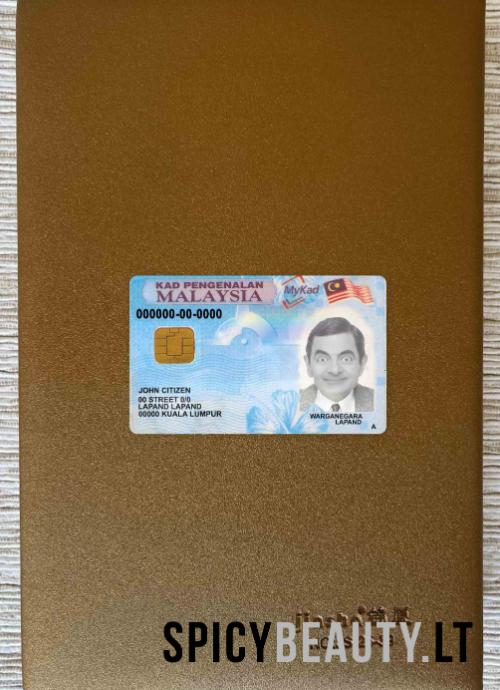 KAD PENGENALAN
MALAYSIA
MyKad
000000-00-0000
JOHN CITIZEN
00 STREET 0/0
LAPAND LAPAND
00000 KUALA LUMPUR
WARGANEGARA
LAPAND
A
SPICYBEAUTY.LT